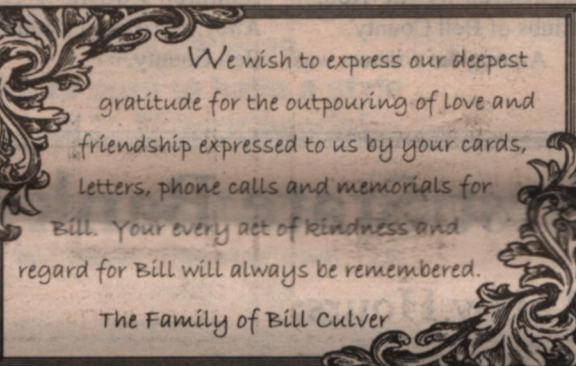 We wish to express our deepest
gratitude for the outpouring of love and
friendship expressed to us by your cards,
letters, phone calls and memorials for
Bill. Your every act of kindness and
regard for Bill will always be remembered.
The Family of Bill Culver